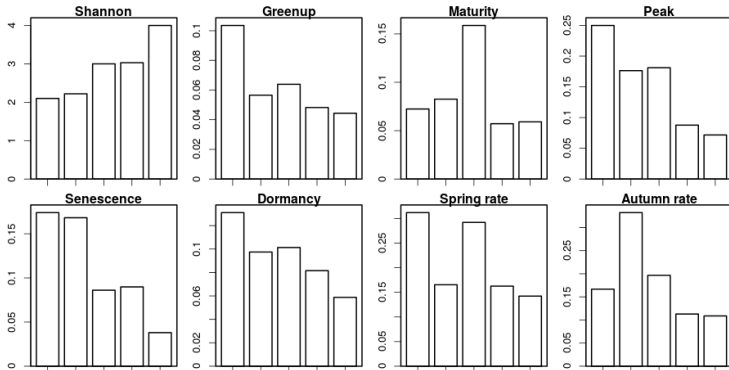 Shannon Greenup Maturity Peak
0 1 2 3 4
0 0.02 0.04 0.06 0.08 0.1
0 0.05 0.1 0.15
0 0.05 0.1 0.15 0.2 0.25
Senescence Dormancy Spring rate Autumn rate
0 0.05 0.1 0.15
0 0.02 0.06 0.1
0 0.05 0.15 0.25
0 0.05 0.15 0.25